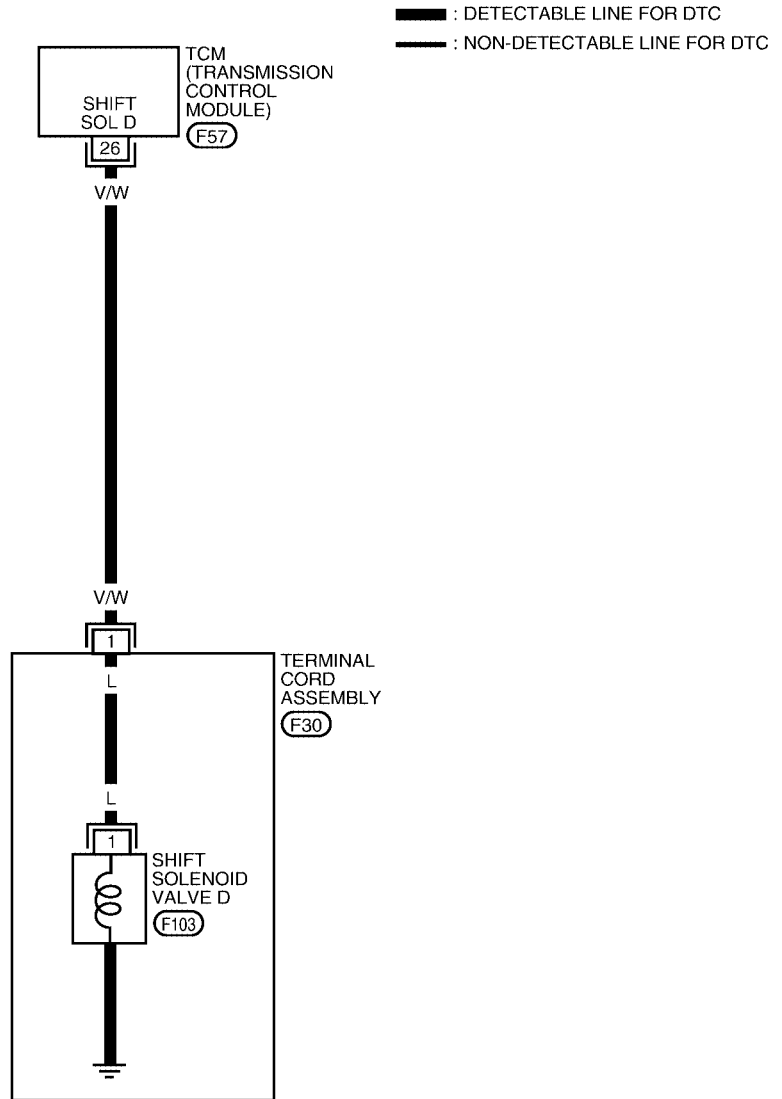 : DETECTABLE LINE FOR DTC
: NON-DETECTABLE LINE FOR DTC
TCM
(TRANSMISSION
CONTROL
MODULE)
F57
SHIFT
SOL D
26
V/W
V/W
1
L
TERMINAL
CORD
ASSEMBLY
F30
L
1
SHIFT
SOLENOID
VALVE D
F103